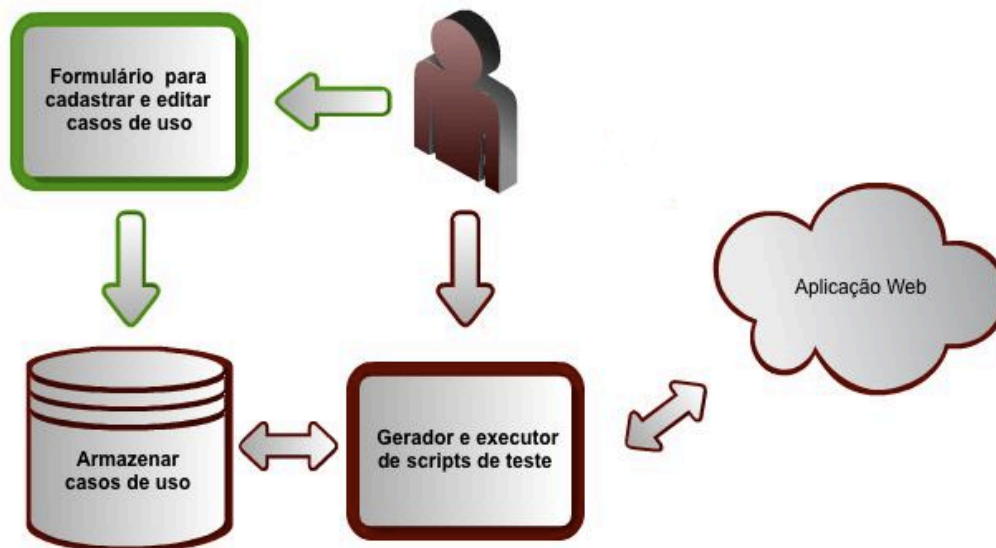 Formulário para
cadastrar e editar
casos de uso
Aplicação Web
Armazenar
casos de uso
Gerador e executor
de scripts de teste